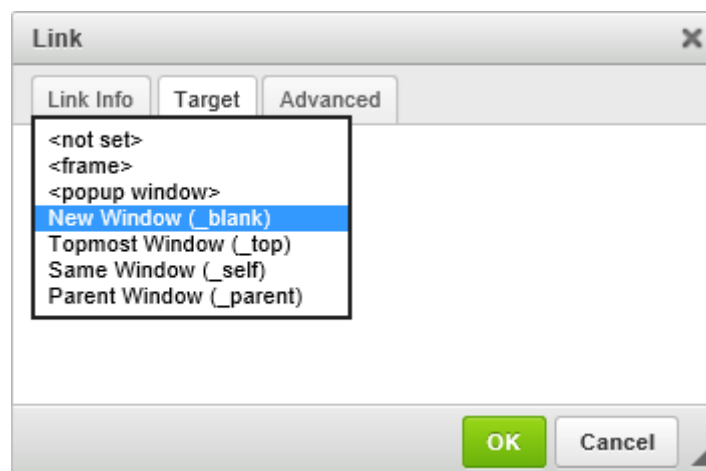 Link
Link Info Target Advanced
<not set>
<frame>
<popup window>
New Window (_blank)
Topmost Window (_top)
Same Window (_self)
Parent Window (_parent)
OK Cancel